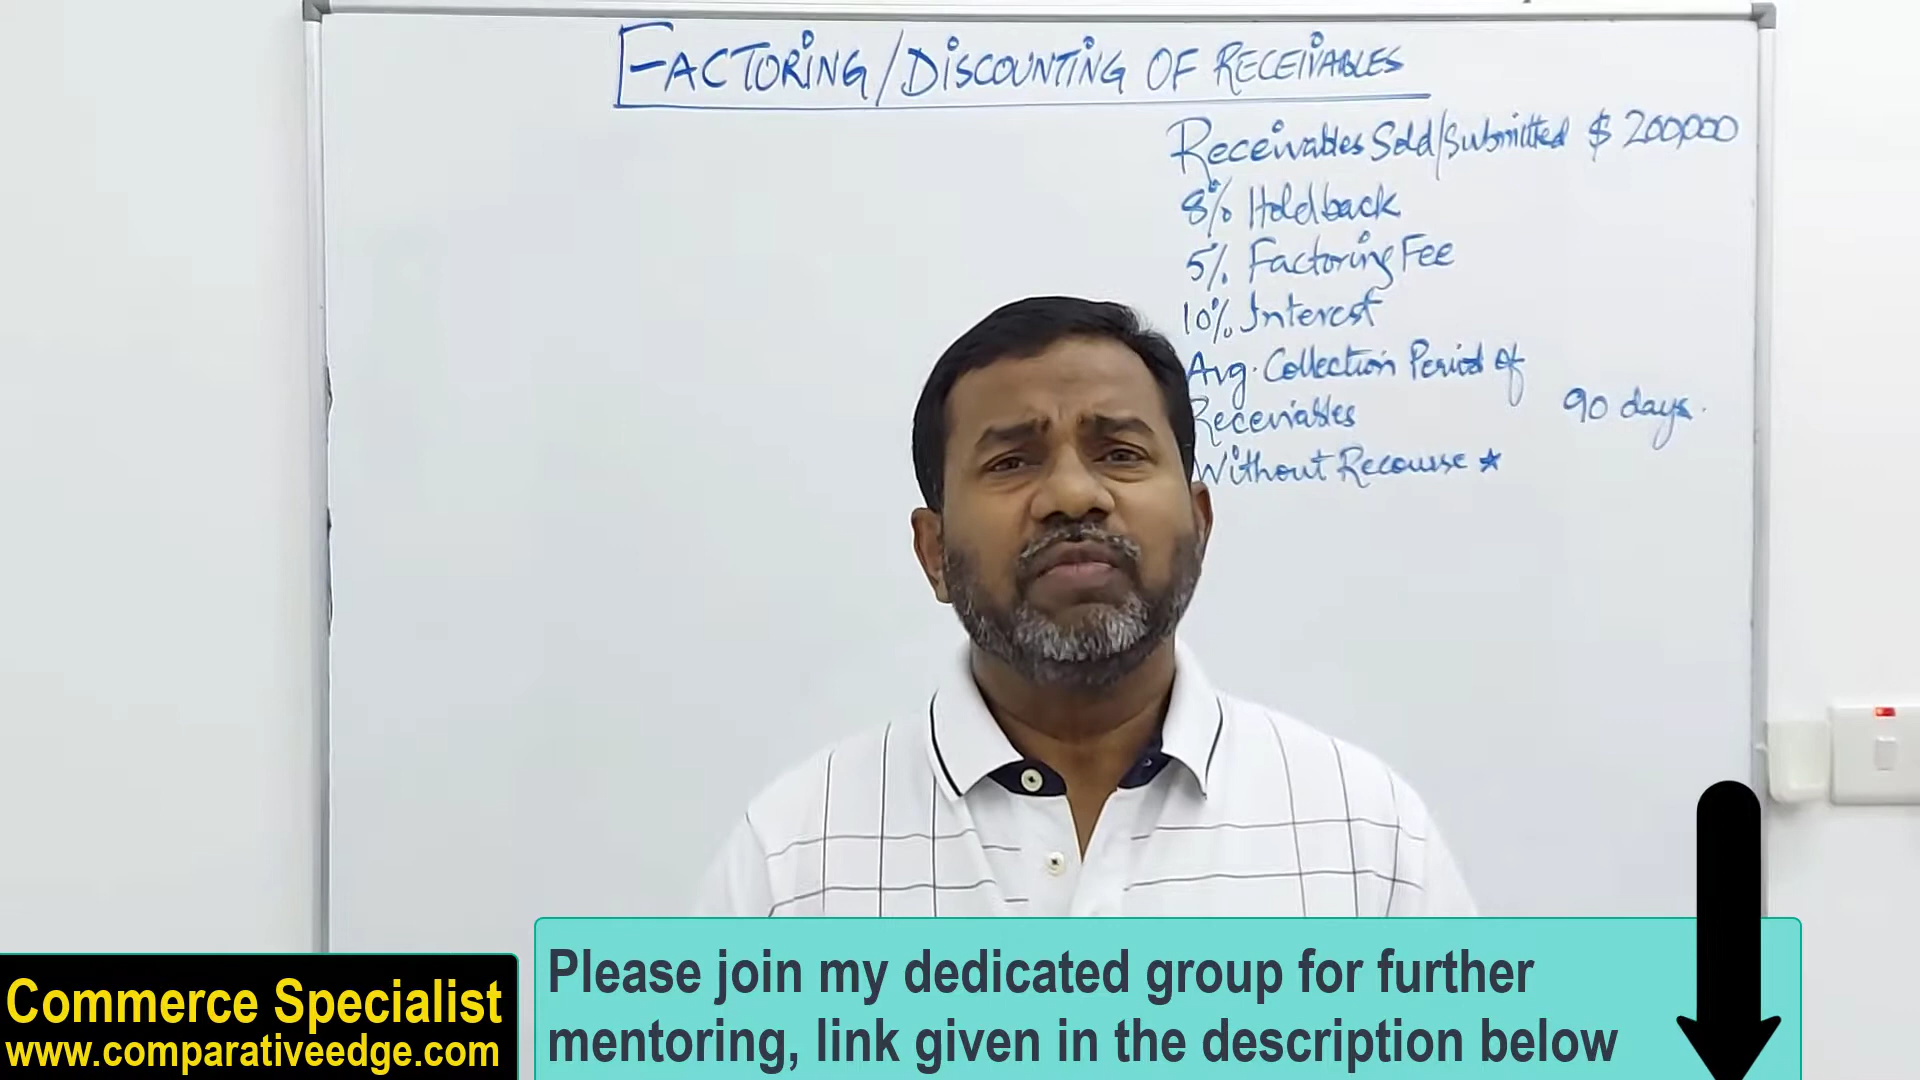 FACTORING/DISCOUNTING OF RECEIVABLES
Receivables Sold/Submitted $ 200,000
8% Holdback
5% Factoring Fee
10% Interest
Avg. Collection Period of
Receivables 90 days.
Without Recourse ★
Commerce Specialist
www.comparativeedge.com
Please join my dedicated group for further
mentoring, link given in the description below